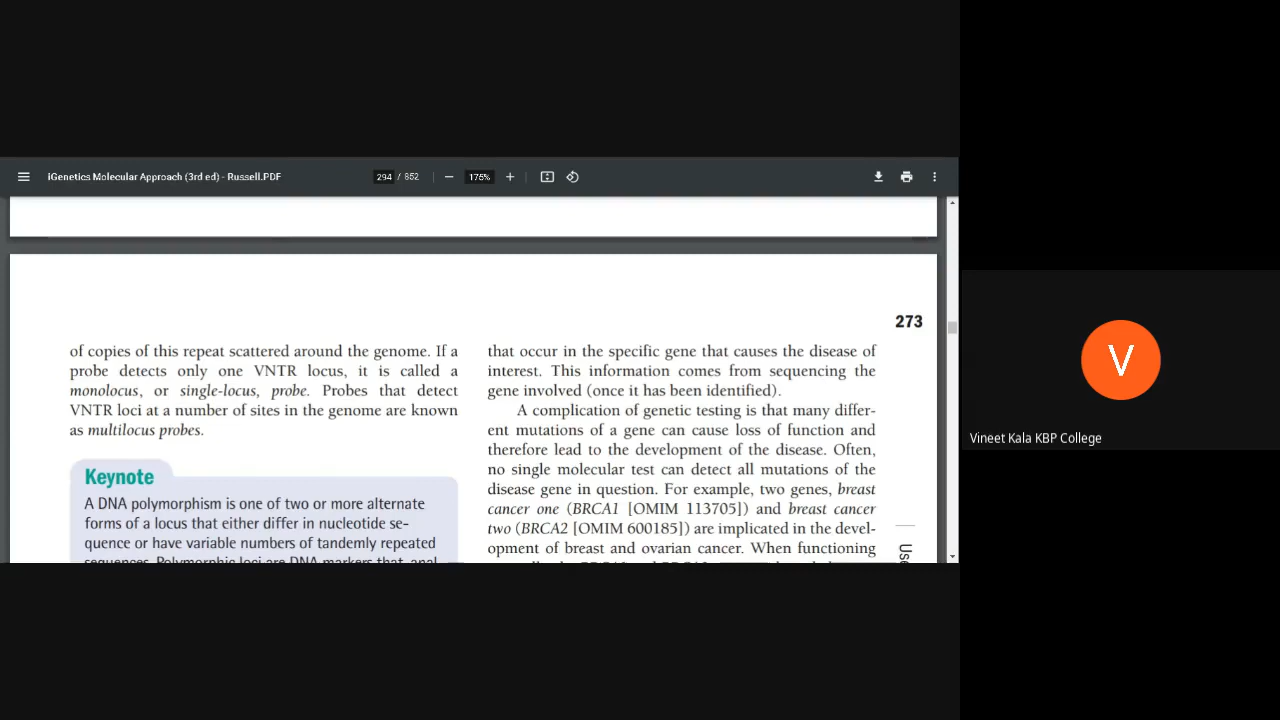 iGenetics Molecular Approach (3rd ed) - Russell.PDF
294 / 852
175%
273
of copies of this repeat scattered around the genome. If a
probe detects only one VNTR locus, it is called a
monolocus, or single-locus, probe. Probes that detect
VNTR loci at a number of sites in the genome are known
as multilocus probes.
Keynote
A DNA polymorphism is one of two or more alternate
forms of a locus that either differ in nucleotide se-
quence or have variable numbers of tandemly repeated
sequences. Polymorphic loci are DNA markers that
that occur in the specific gene that causes the disease of
interest. This information comes from sequencing the
gene involved (once it has been identified).
A complication of genetic testing is that many differ-
ent mutations of a gene can cause loss of function and
therefore lead to the development of the disease. Often,
no single molecular test can detect all mutations of the
disease gene in question. For example, two genes, breast
cancer one (BRCA1 [OMIM 113705]) and breast cancer
two (BRCA2 [OMIM 600185]) are implicated in the devel-
opment of breast and ovarian cancer. When functioning
V
Vineet Kala KBP College